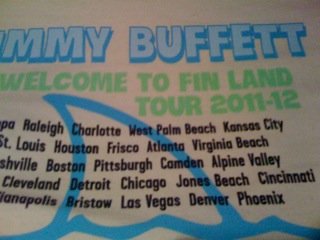 IMMY BUFFETT
WELCOME TO FIN LAND
TOUR 2011-12
pa Raleigh Charlotte West Palm Beach Kansas City
St. Louis Houston Frisco Atlanta Virginia Beach
shville Boston Pittsburgh Camden Alpine Valley
Cleveland Detroit Chicago Jones Beach Cincinnati
ianapolis Bristow Las Vegas Denver Phoenix